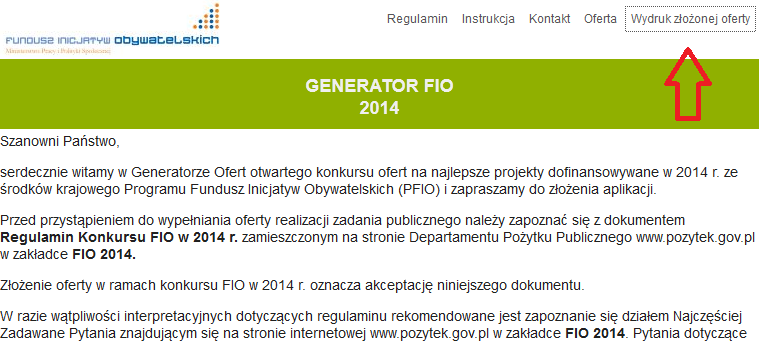 Regulamin Instrukcja Kontakt Oferta Wydruk złożonej oferty
FUNDUSZ INICJATYW OBYWATELSKICH
Ministerstwo Pracy i Polityki Społecznej
GENERATOR FIO
2014
Szanowni Państwo,
serdecznie witamy w Generatorze Ofert otwartego konkursu ofert na najlepsze projekty dofinansowywane w 2014 r. ze
środków krajowego Programu Fundusz Inicjatyw Obywatelskich (PFIO) i zapraszamy do złożenia aplikacji.
Przed przystąpieniem do wypełniania oferty realizacji zadania publicznego należy zapoznać się z dokumentem
Regulamin Konkursu FIO w 2014 r. zamieszczonym na stronie Departamentu Pożytku Publicznego www.pozytek.gov.pl
w zakładce FIO 2014.
Złożenie oferty w ramach konkursu FIO w 2014 r. oznacza akceptację niniejszego dokumentu.
W razie wątpliwości interpretacyjnych dotyczących regulaminu rekomendowane jest zapoznanie się działem Najczęściej
Zadawane Pytania znajdującym się na stronie internetowej www.pozytek.gov.pl w zakładce FIO 2014. Pytania dotyczące